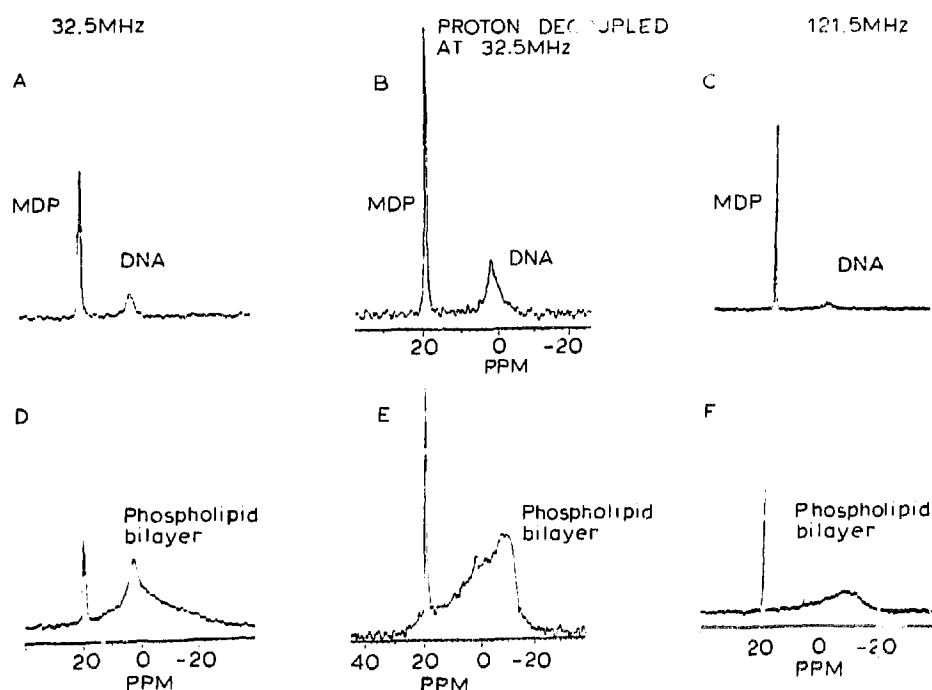 32.5MHz
PROTON DEC UPLED
AT 32.5MHz
121.5MHz
A
B
C
MDP
DNA
MDP
DNA
MDP
DNA
20 0 -20
PPM
D
E
F
Phospholipid
bilayer
Phospholipid
bilayer
Phospholipid
bilayer
20 0 -20
PPM
40 20 0 -20
PPM
20 0 -20
PPM